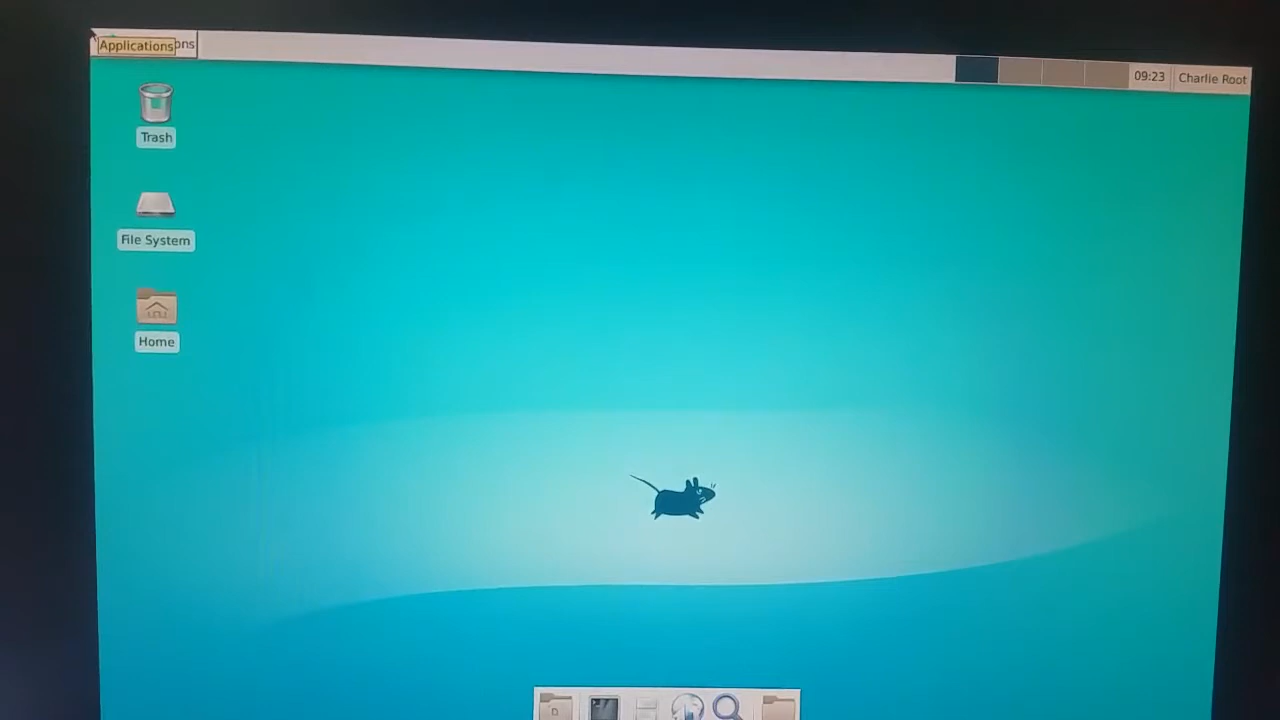 Applications
09:23
Charlie Root
Trash
File System
Home